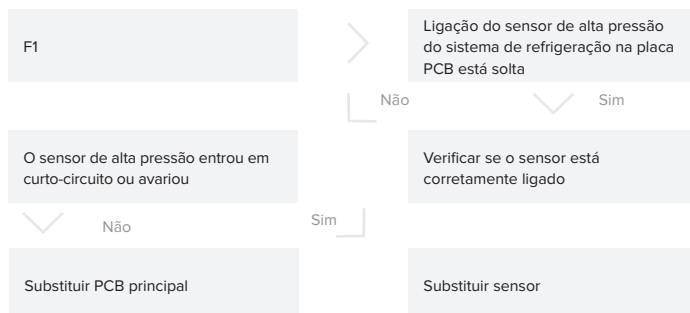 F1
Ligação do sensor de alta pressão
do sistema de refrigeração na placa
PCB está solta
Não
Sim
O sensor de alta pressão entrou em
curto-circuito ou avariou
Verificar se o sensor está
corretamente ligado
Não
Sim
Substituir PCB principal
Substituir sensor